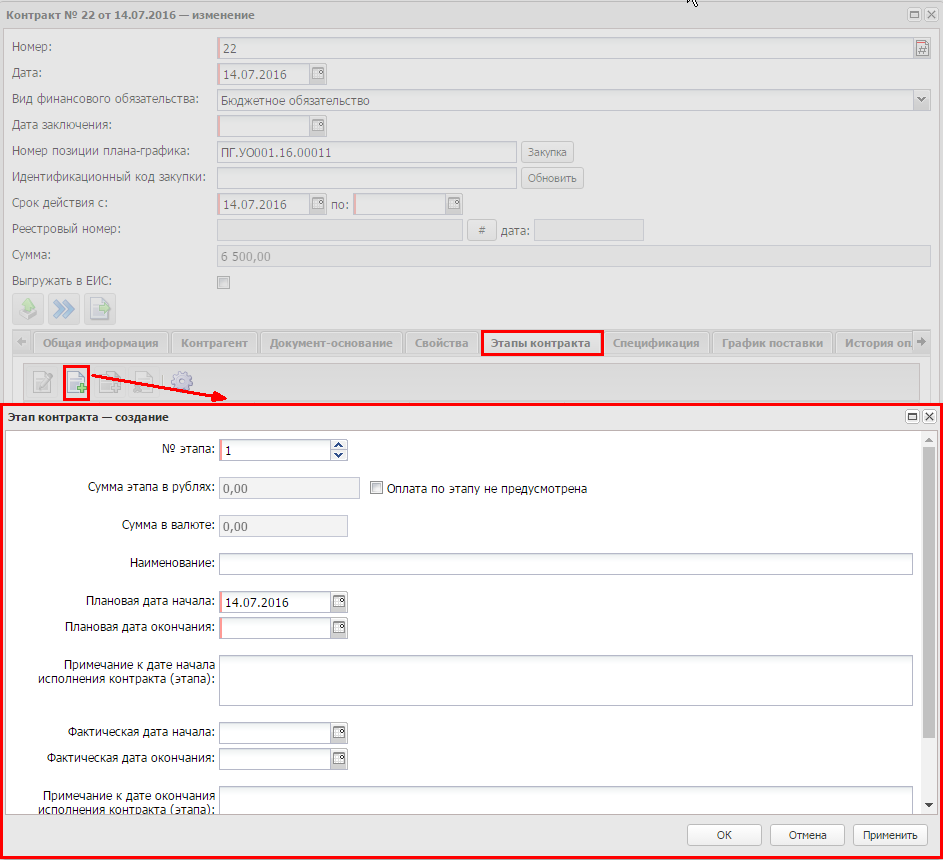 Контракт № 22 от 14.07.2016 — изменение
Номер: 22
Дата: 14.07.2016
Вид финансового обязательства: Бюджетное обязательство
Дата заключения:
Номер позиции плана-графика: ПГ.УО001.16.00011 Закупка
Идентификационный код закупки: Обновить
Срок действия с: 14.07.2016 по:
Реестровый номер: # дата:
Сумма: 6 500,00
Выгружать в ЕИС:
Общая информация Контрагент Документ-основание Свойства Этапы контракта Спецификация График поставки История оп
Этап контракта — создание
№ этапа: 1
Сумма этапа в рублях: 0,00 Оплата по этапу не предусмотрена
Сумма в валюте: 0,00
Наименование:
Плановая дата начала: 14.07.2016
Плановая дата окончания:
Примечание к дате начала
исполнения контракта (этапа):
Фактическая дата начала:
Фактическая дата окончания:
Примечание к дате окончания
исполнения контракта (этапа):
ОК Отмена Применить